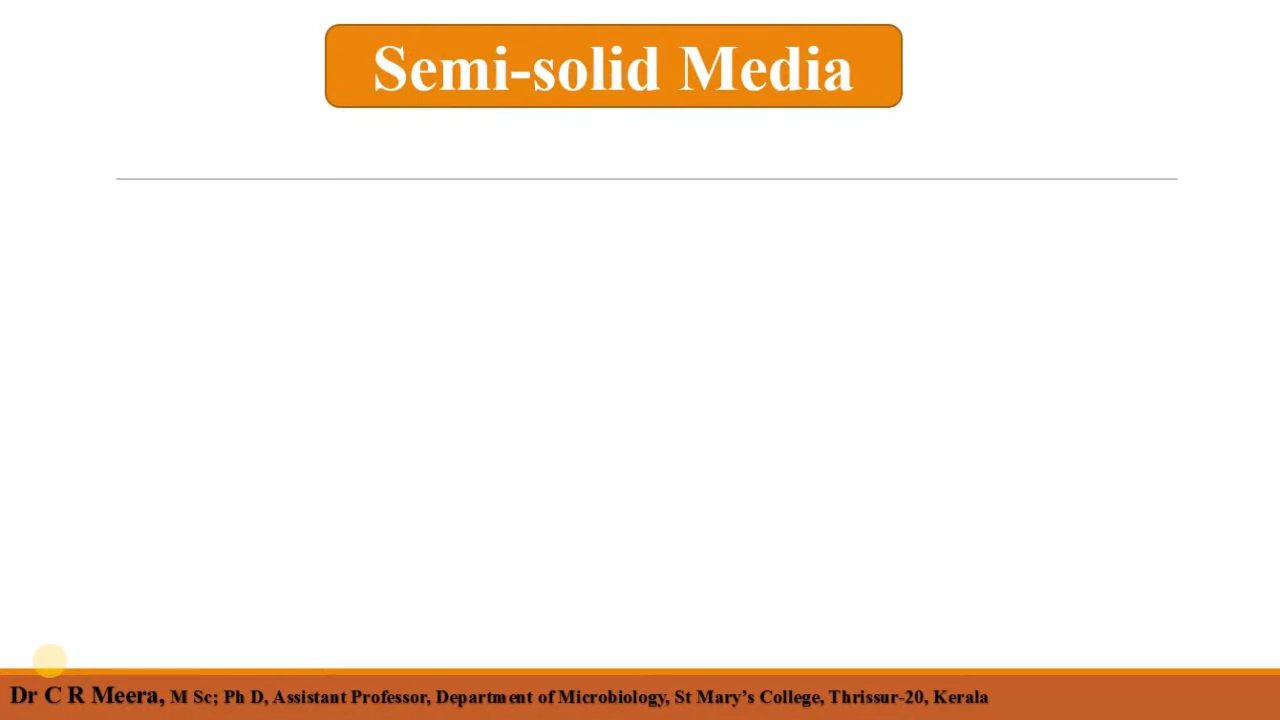 Semi-solid Media
Dr C R Meera, M Sc; Ph D, Assistant Professor, Department of Microbiology, St Mary’s College, Thrissur-20, Kerala